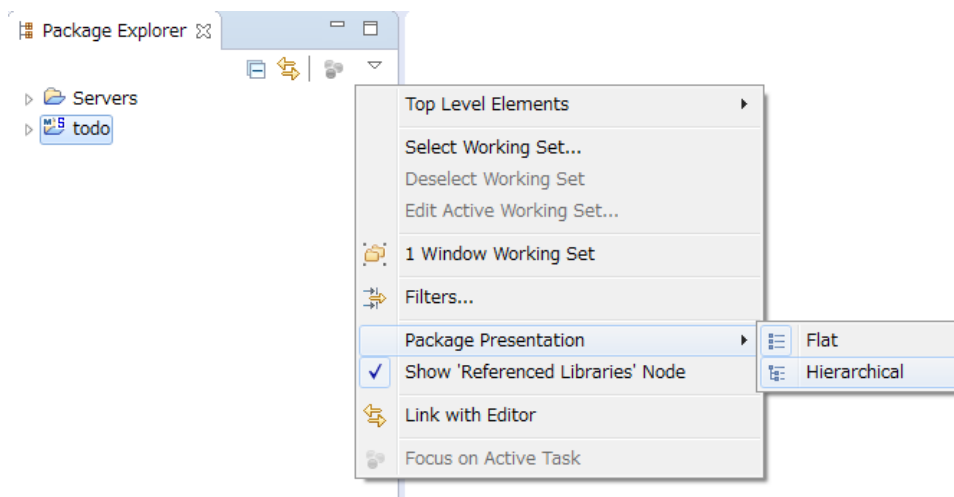 Package Explorer
Servers
todo
Top Level Elements
Select Working Set...
Deselect Working Set
Edit Active Working Set...
1 Window Working Set
Filters...
Package Presentation
Flat
Show 'Referenced Libraries' Node
Hierarchical
Link with Editor
Focus on Active Task